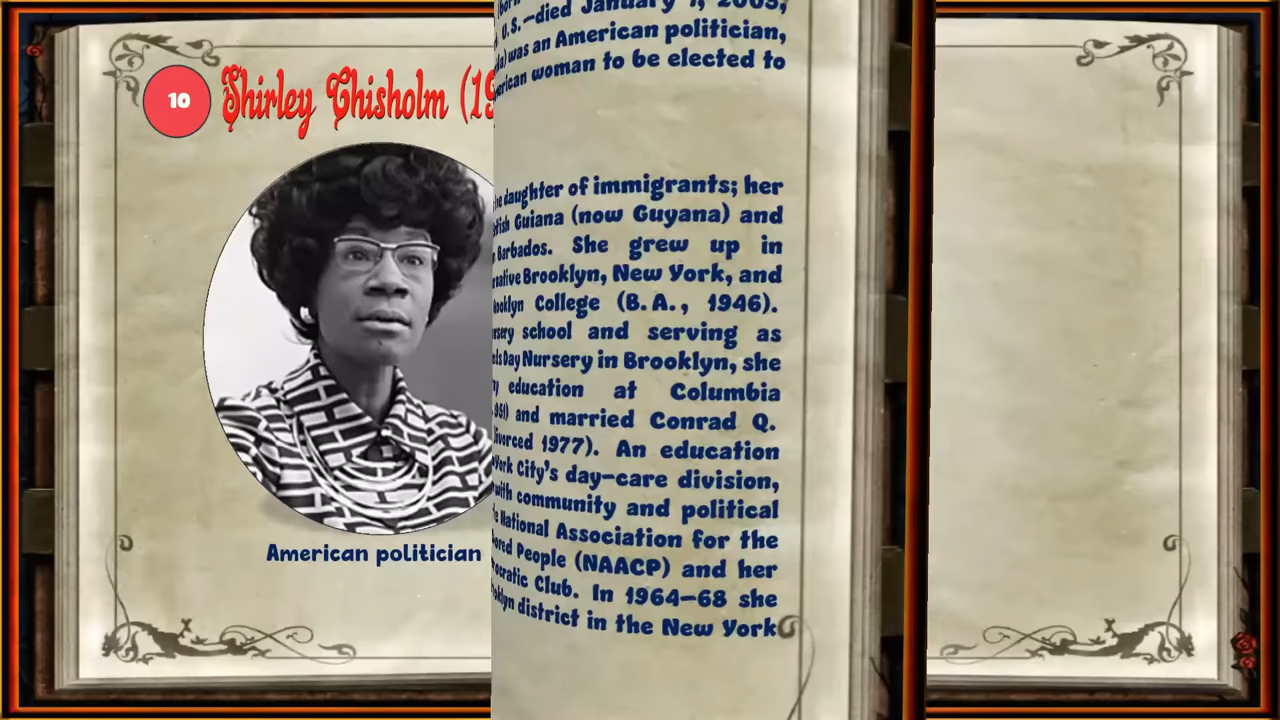 10
Shirley Chisholm (19
American politician
U.S.—died January 1, 2005,
was an American politician,
woman to be elected to
daughter of immigrants; her
Guiana (now Guyana) and
Barbados. She grew up in
native Brooklyn, New York, and
Brooklyn College (B.A., 1946).
school and serving as
Day Nursery in Brooklyn, she
education at Columbia
and married Conrad Q.
1977). An education
York City's day-care division,
with community and political
National Association for the
People (NAACP) and her
Club. In 1964-68 she
district in the New York